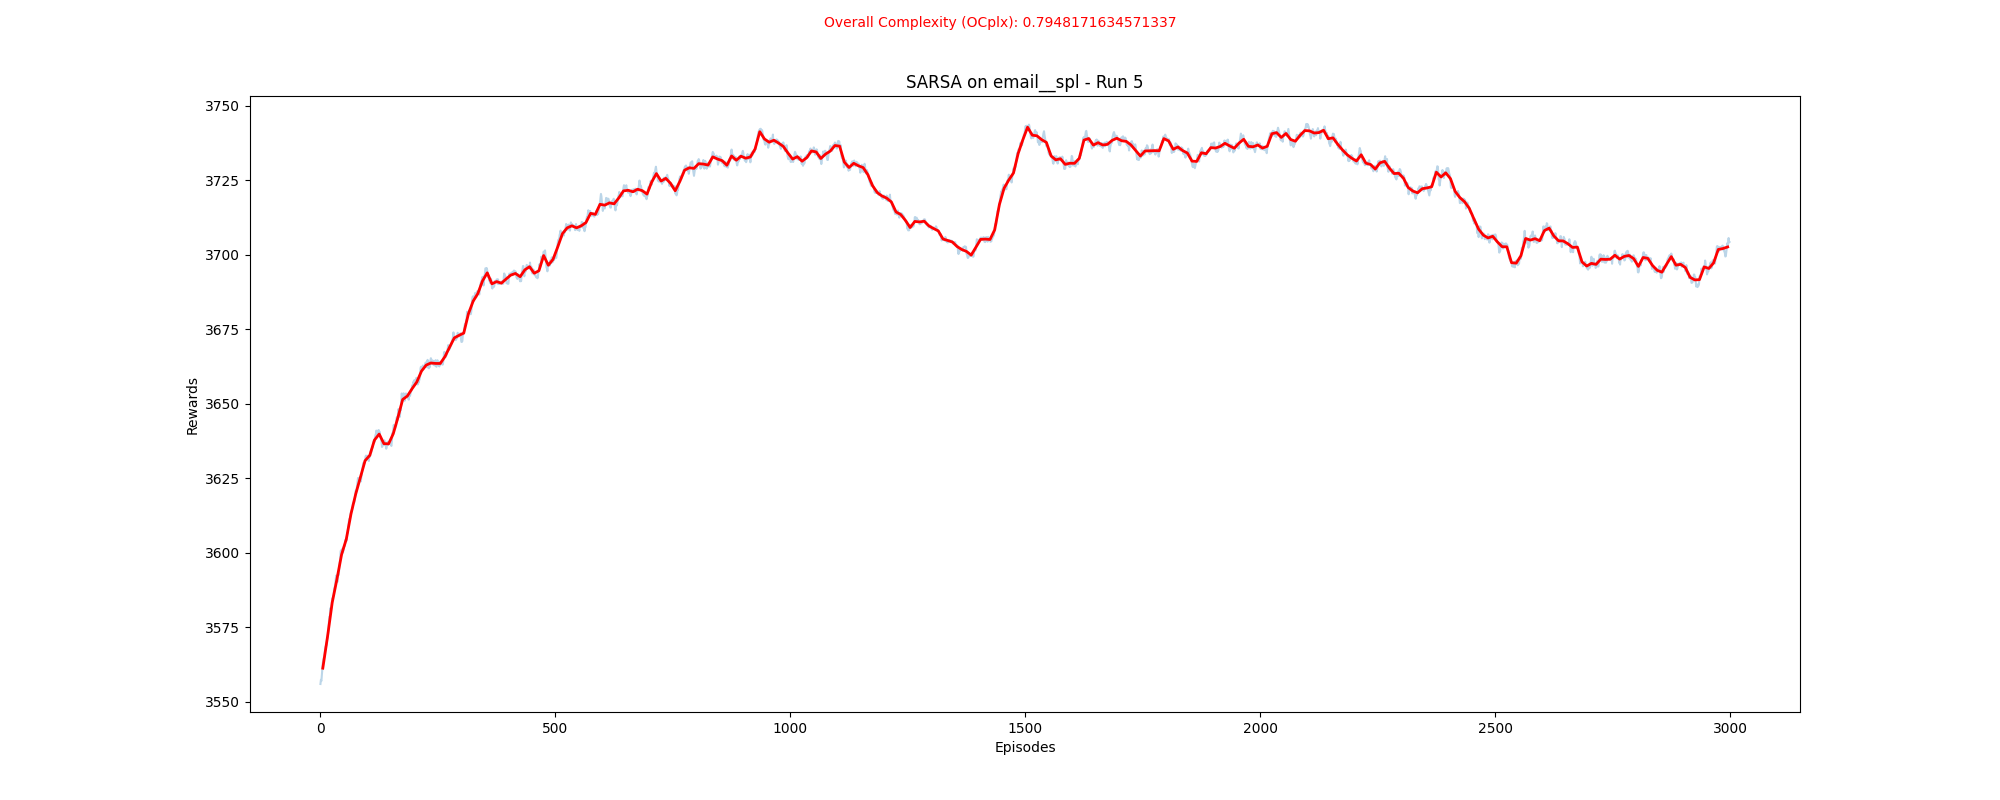 Overall Complexity (OCplx): 0.7948171634571337
SARSA on email__spl - Run 5
3750
3725
3700
3675
3650
3625
3600
3575
3550
Rewards
0 500 1000 1500 2000 2500 3000
Episodes